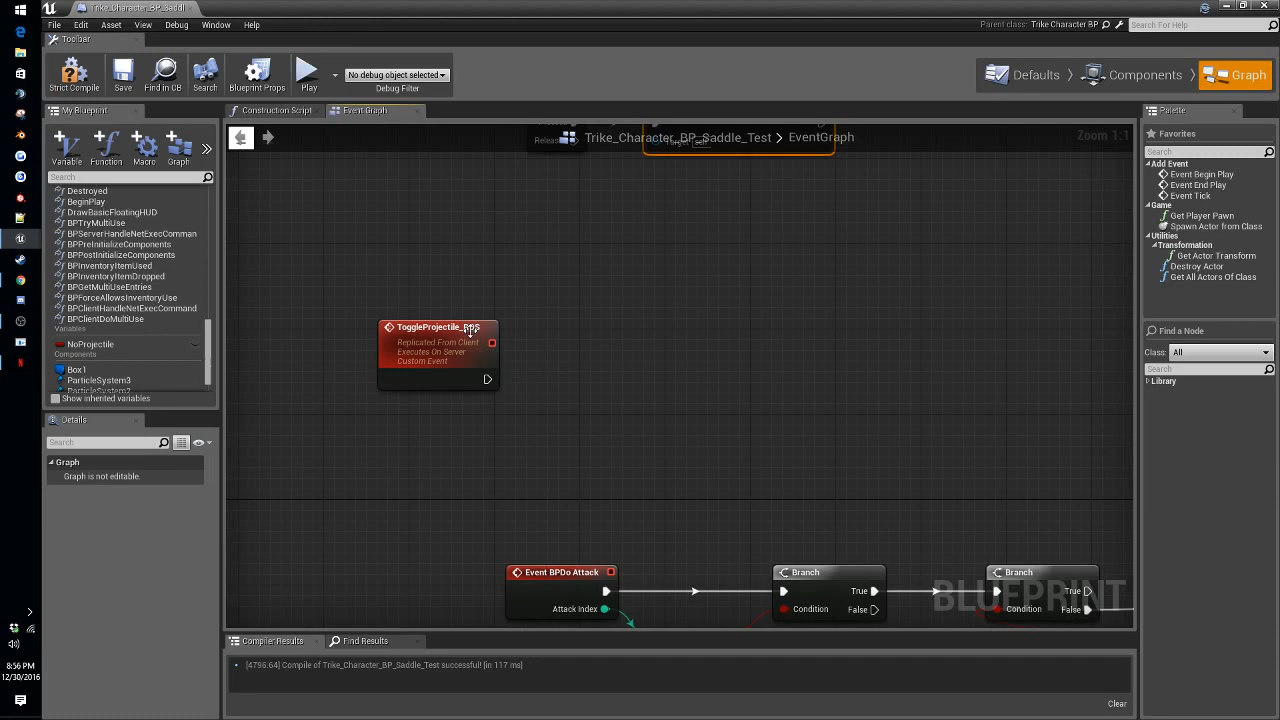 Trike_Character_BP_Saddl
File Edit Asset View Debug Window Help
Parent class: Trike Character BP
Search For Help
Toolbar
Strict Compile
Save
Find in CB
Search
Blueprint Props
Play
No debug object selected
Debug Filter
Defaults
Components
Graph
My Blueprint
Variable
Function
Macro
Graph
Search
Destroyed
BeginPlay
DrawBasicFloatingHUD
BPTryMultiUse
BPServerHandleNetExecComman
BPPreInitializeComponents
BPPostInitializeComponents
BPInventoryItemUsed
BPInventoryItemDropped
BPGetMultiUseEntries
BPForceAllowsInventoryUse
BPClientHandleNetExecCommand
BPClientDoMultiUse
Variables
NoProjectile
Components
Box1
ParticleSystem3
ParticleSystem2
Show inherited variables
Details
Search
Graph
Graph is not editable.
Construction Script
Event Graph
Trike_Character_BP_Saddle_Test > EventGraph
Zoom 1:1
Target self
Replicated From Client
Executes On Server
Custom Event
Event BPDo Attack
Attack Index
Branch
True
Condition
False
Branch
True
Condition
False
BLUEPRINT
Compiler Results
Find Results
[4796.64] Compile of Trike_Character_BP_Saddle_Test successful! [in 117 ms]
Clear
Palette
Favorites
Search
Add Event
Event Begin Play
Event End Play
Event Tick
Game
Get Player Pawn
Spawn Actor from Class
Utilities
Transformation
Get Actor Transform
Destroy Actor
Get All Actors Of Class
Find a Node
Class: All
Search
Library
8:56 PM
12/30/2016